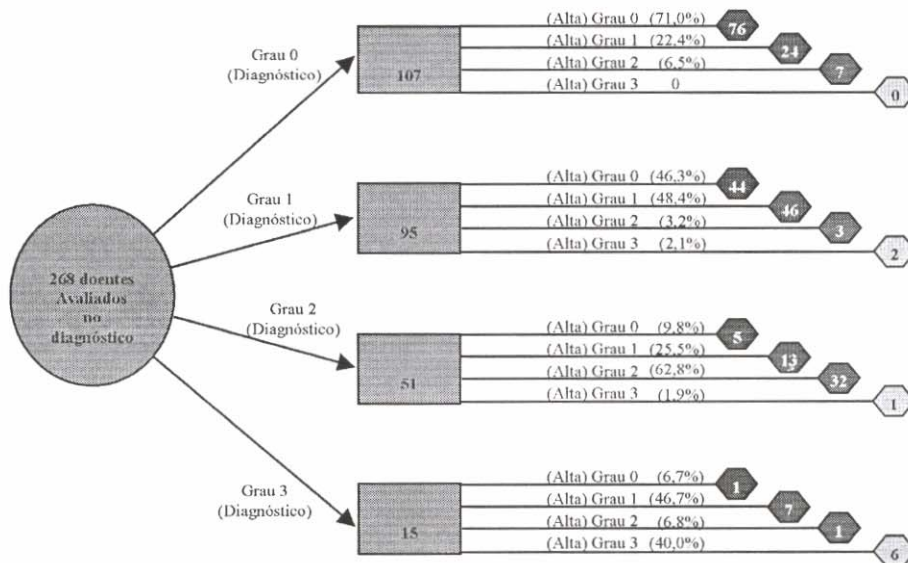 268 doentes
Avaliados
no
diagnóstico
Grau 0
(Diagnóstico)
107
(Alta) Grau 0 (71,0%) 76
(Alta) Grau 1 (22,4%) 24
(Alta) Grau 2 (6,5%) 7
(Alta) Grau 3 0 0
Grau 1
(Diagnóstico)
95
(Alta) Grau 0 (46,3%) 44
(Alta) Grau 1 (48,4%) 46
(Alta) Grau 2 (3,2%) 3
(Alta) Grau 3 (2,1%) 2
Grau 2
(Diagnóstico)
51
(Alta) Grau 0 (9,8%) 5
(Alta) Grau 1 (25,5%) 13
(Alta) Grau 2 (62,8%) 32
(Alta) Grau 3 (1,9%) 1
Grau 3
(Diagnóstico)
15
(Alta) Grau 0 (6,7%) 1
(Alta) Grau 1 (46,7%) 7
(Alta) Grau 2 (6,8%) 1
(Alta) Grau 3 (40,0%) 6